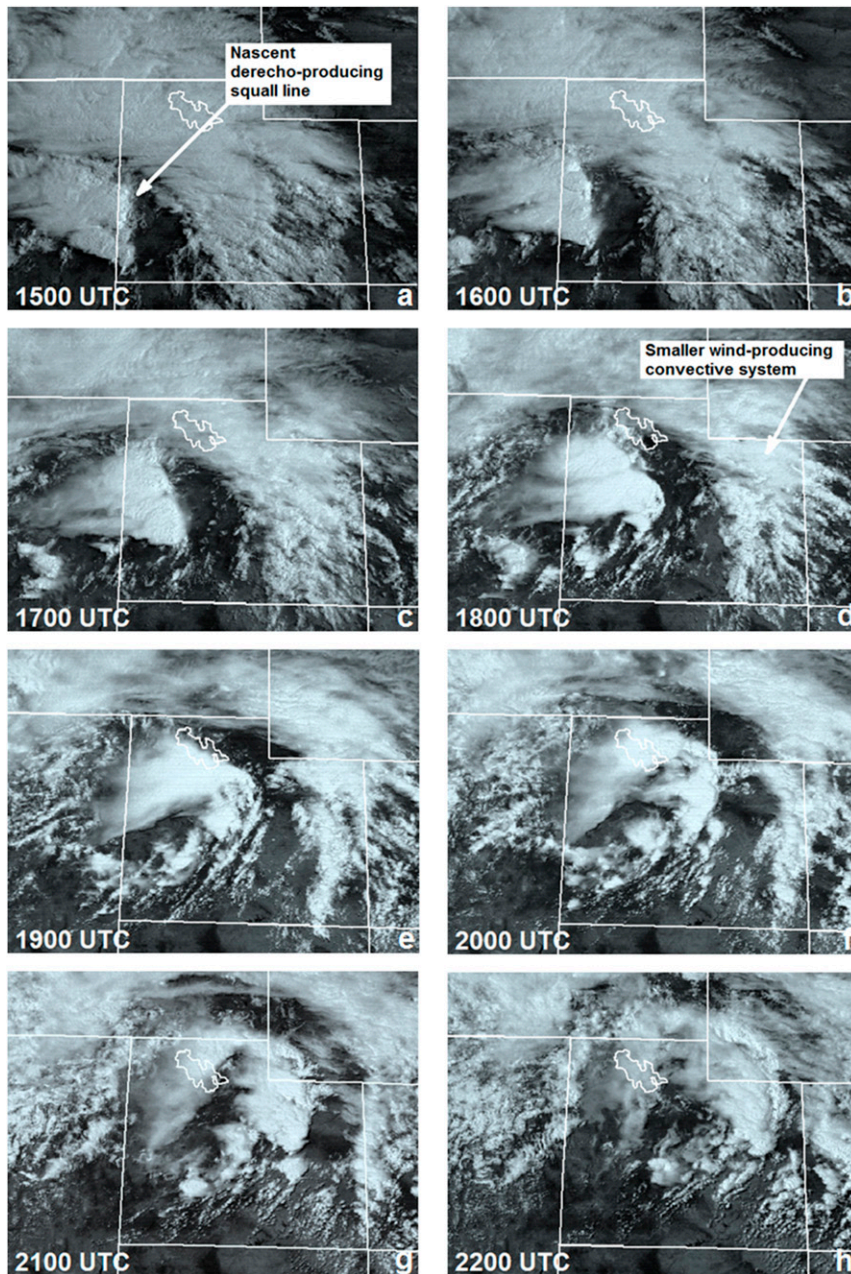 Nascent
derecho-producing
squall line
1500 UTC
a
1600 UTC
b
1700 UTC
c
Smaller wind-producing
convective system
1800 UTC
d
1900 UTC
e
2000 UTC
f
2100 UTC
g
2200 UTC
h